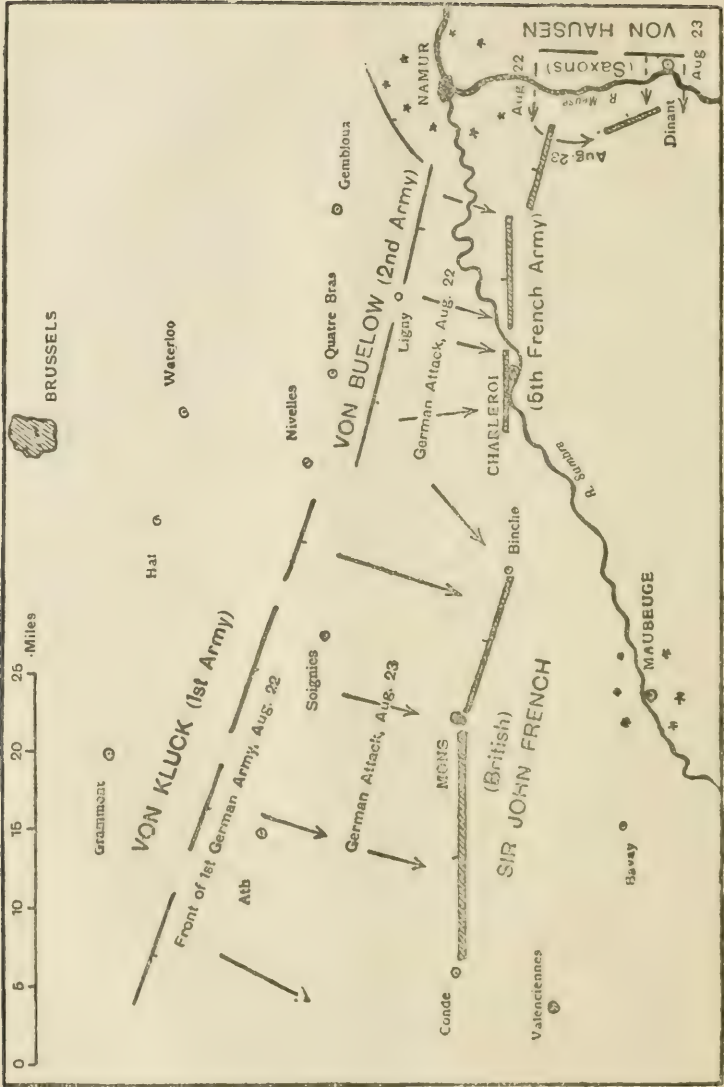 0 5 10 15 20 25
Miles
BRUSSELS
Grammont
Hal
Waterloo
VON KLUCK (1st Army)
Front of 1st German Army, Aug. 22
Ath
Soignies
Nivelles
Quatre Bras
Gembloux
VON BUELOW (2nd Army)
Ligny
German Attack, Aug. 22
German Attack, Aug. 23
NAMUR
Conde
MONS
Binche
CHARLEROI
(5th French Army)
(British)
SIR JOHN FRENCH
Valenciennes
Bavay
MAUBEUGE
R. Sambre
R Meuse
Aug 22
Aug. 23
Dinant
(Saxons)
VON HAUSEN
Aug 23